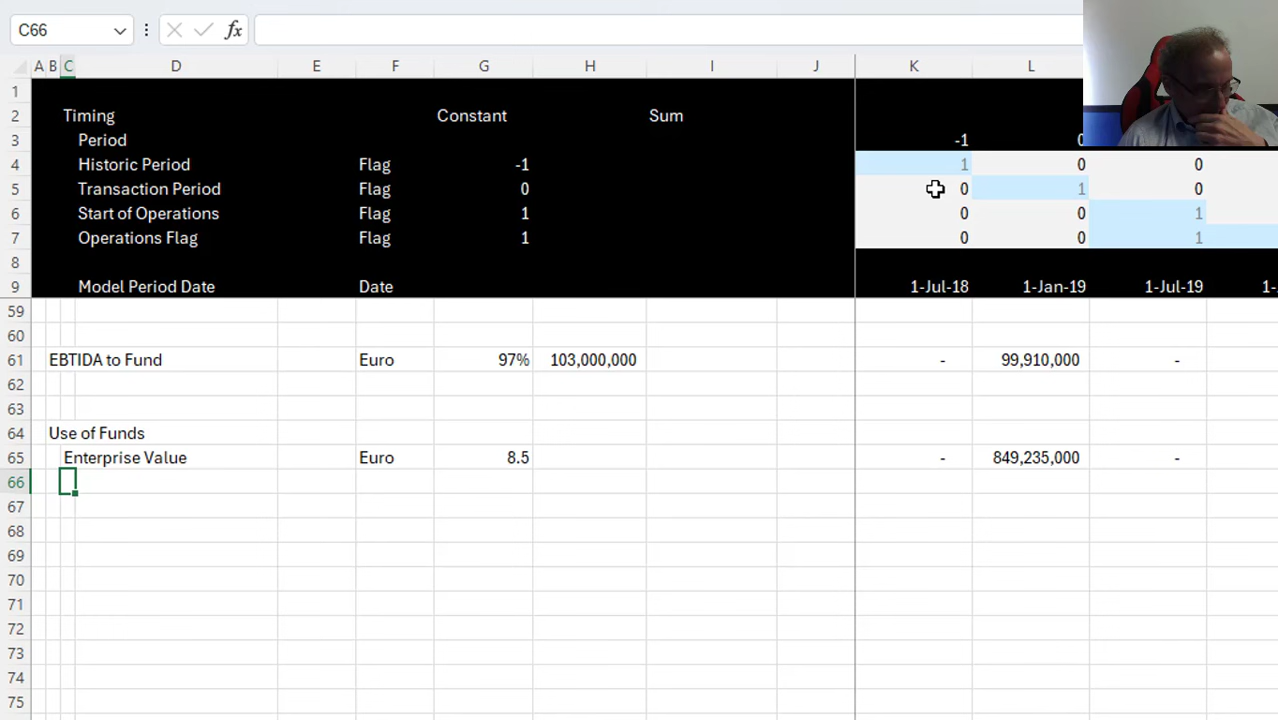 C66 fx
A B C D E F G H I J K L
1
2 Timing Constant Sum
3 Period -1 0
4 Historic Period Flag -1 1 0 0
5 Transaction Period Flag 0 0 1 0
6 Start of Operations Flag 1 0 0 1
7 Operations Flag Flag 1 0 0 1
8
9 Model Period Date Date 1-Jul-18 1-Jan-19 1-Jul-19 1-
59
60
61 EBTIDA to Fund Euro 97% 103,000,000 - 99,910,000 -
62
63
64 Use of Funds
65 Enterprise Value Euro 8.5 - 849,235,000 -
66
67
68
69
70
71
72
73
74
75